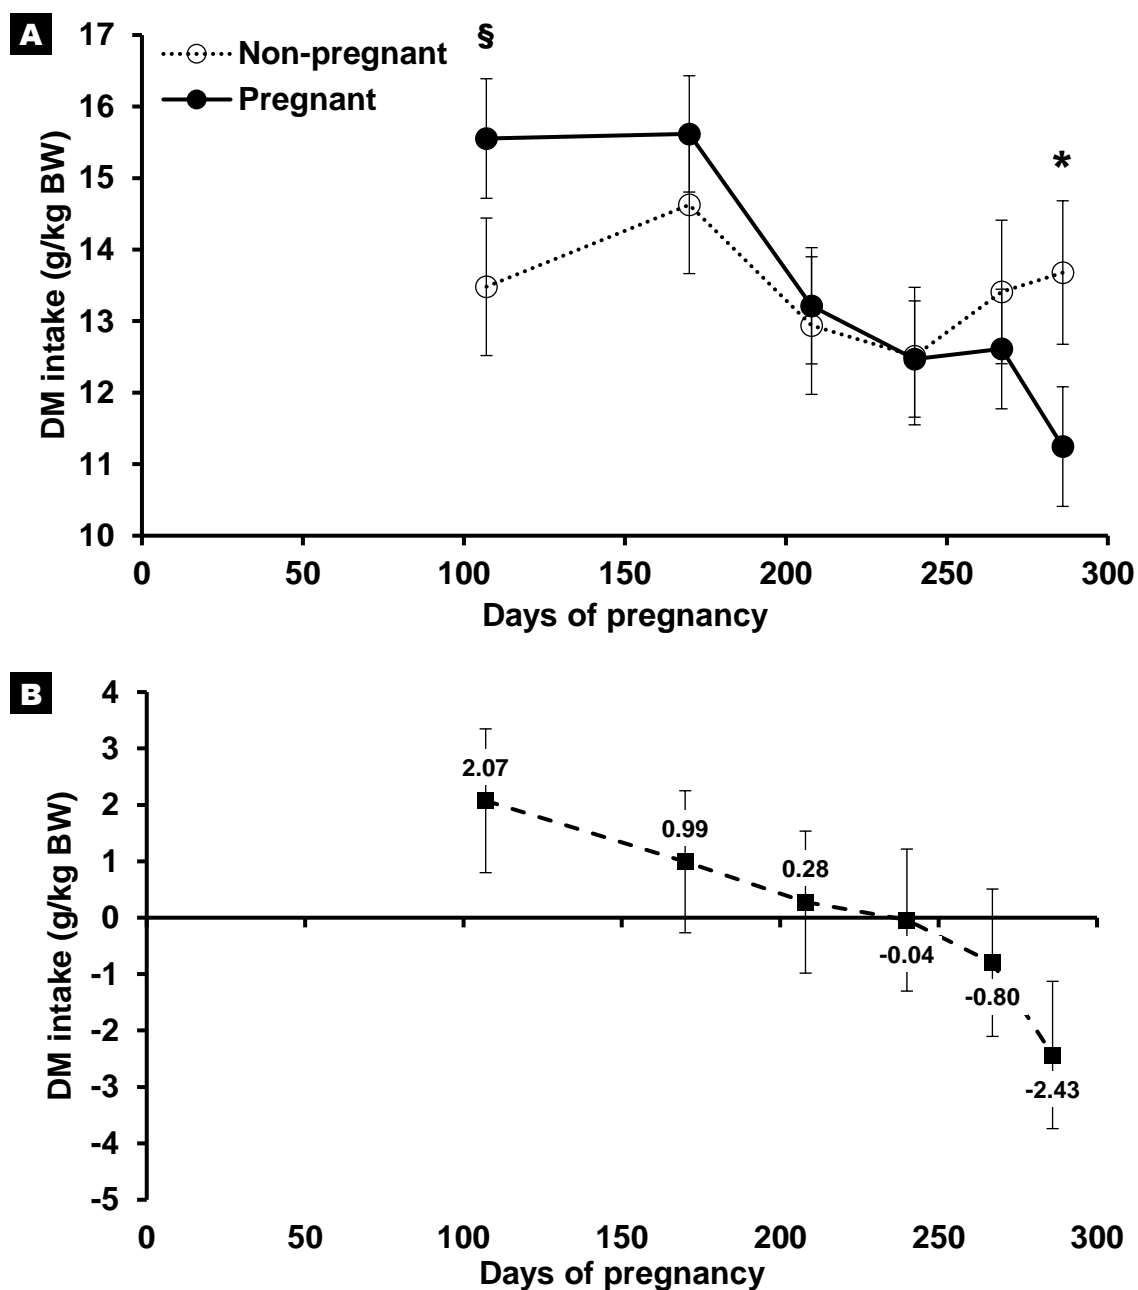 A
17
§
Non-pregnant
16
Pregnant
*
15
14
13
12
11
10
DM intake (g/kg BW)
0 50 100 150 200 250 300
Days of pregnancy
B
4
3
2
1
0
-1
-2
-3
-4
-5
DM intake (g/kg BW)
2.07
0.99
0.28
-0.04
-0.80
-2.43
0 50 100 150 200 250 300
Days of pregnancy